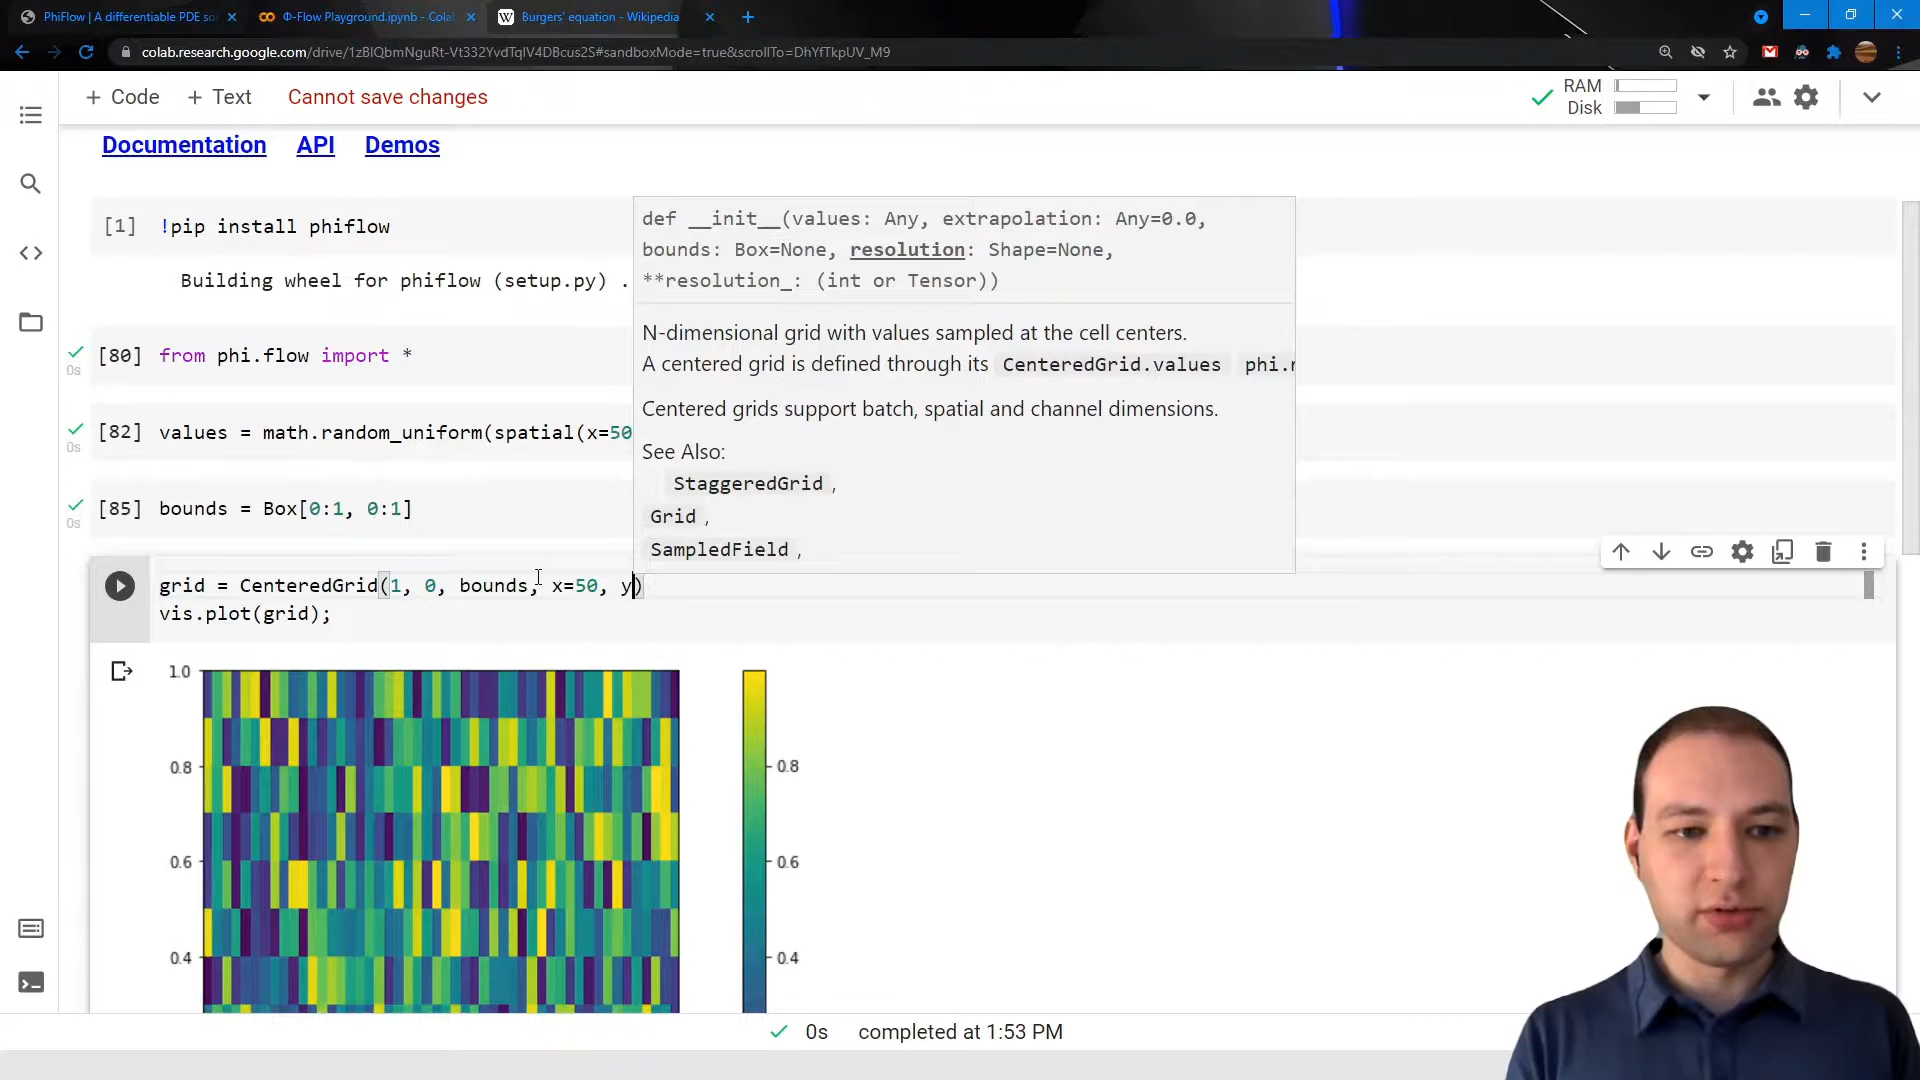 PhiFlow | A differentiable PDE so
Φ-Flow Playground.ipynb - Colab
Burgers' equation - Wikipedia
colab.research.google.com/drive/1zBlQbmNguRt-Vt332YvdTqlV4DBcus2S#sandboxMode=true&scrollTo=DhYfTkpUV_M9
+ Code + Text Cannot save changes
RAM
Disk
Documentation API Demos
[1] !pip install phiflow
Building wheel for phiflow (setup.py) .
[80] from phi.flow import *
0s
[82] values = math.random_uniform(spatial(x=50
0s
[85] bounds = Box[0:1, 0:1]
0s
def __init__(values: Any, extrapolation: Any=0.0,
bounds: Box=None, resolution: Shape=None,
**resolution_: (int or Tensor))
N-dimensional grid with values sampled at the cell centers.
A centered grid is defined through its CenteredGrid.values phi.r
Centered grids support batch, spatial and channel dimensions.
See Also:
StaggeredGrid ,
Grid ,
SampledField ,
grid = CenteredGrid(1, 0, bounds, x=50, y)
vis.plot(grid);
1.0
0.8
0.6
0.4
0.8
0.6
0.4
0s completed at 1:53 PM